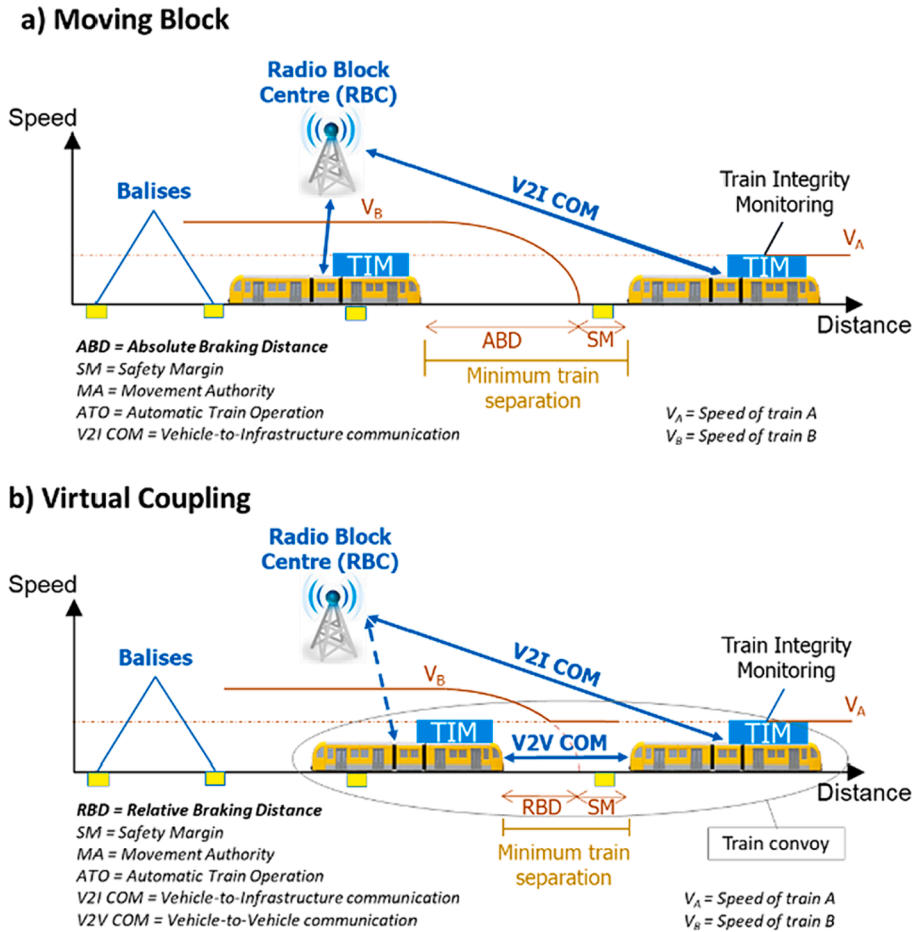 a) Moving Block
Radio Block
Centre (RBC)
Speed
Balises
V2I COM
Train Integrity
Monitoring
VB
VA
TIM
TIM
Distance
ABD
SM
Minimum train
separation
ABD = Absolute Braking Distance
SM = Safety Margin
MA = Movement Authority
ATO = Automatic Train Operation
V2I COM = Vehicle-to-Infrastructure communication
VA = Speed of train A
VB = Speed of train B
b) Virtual Coupling
Radio Block
Centre (RBC)
Speed
Balises
V2I COM
Train Integrity
Monitoring
VB
VA
TIM
V2V COM
TIM
Distance
RBD
SM
Minimum train
separation
Train convoy
RBD = Relative Braking Distance
SM = Safety Margin
MA = Movement Authority
ATO = Automatic Train Operation
V2I COM = Vehicle-to-Infrastructure communication
V2V COM = Vehicle-to-Vehicle communication
VA = Speed of train A
VB = Speed of train B